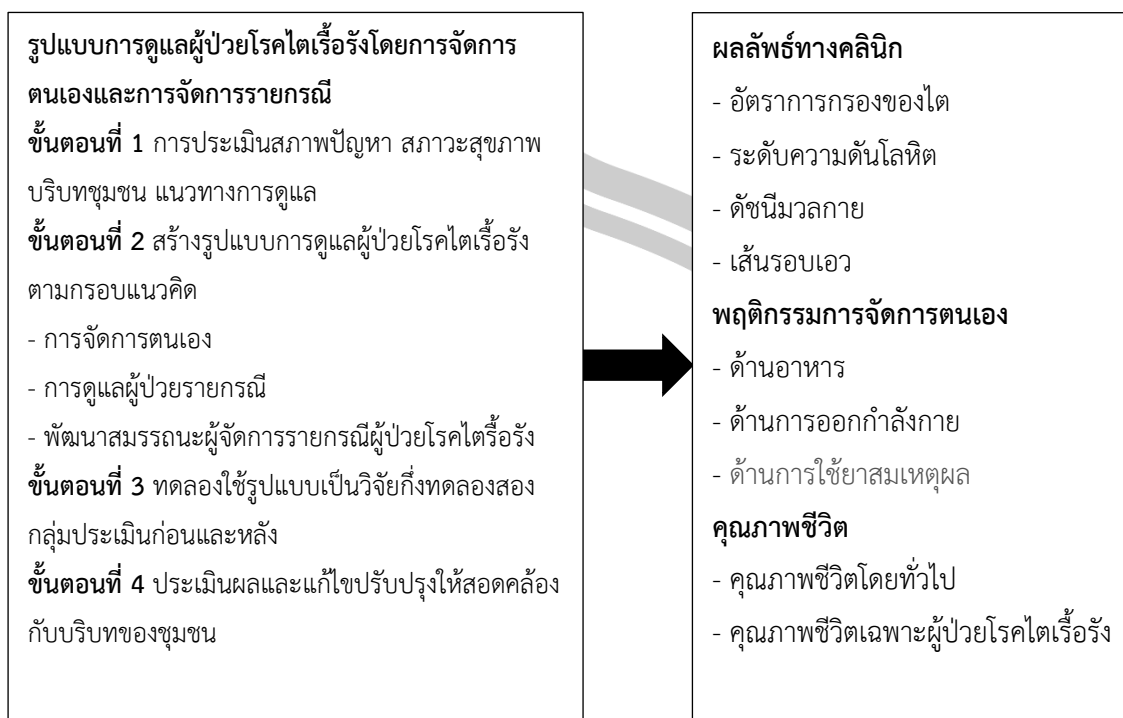 รูปแบบการดูแลผู้ป่วยโรคไตเรื้อรังโดยการจัดการ
ตนเองและการจัดการรายกรณี
ขั้นตอนที่ 1 การประเมินสภาพปัญหา สภาวะสุขภาพ
บริบทชุมชน แนวทางการดูแล
ขั้นตอนที่ 2 สร้างรูปแบบการดูแลผู้ป่วยโรคไตเรื้อรัง
ตามกรอบแนวคิด
- การจัดการตนเอง
- การดูแลผู้ป่วยรายกรณี
- พัฒนาสมรรถนะผู้จัดการรายกรณีผู้ป่วยโรคไตรื้อรัง
ขั้นตอนที่ 3 ทดลองใช้รูปแบบเป็นวิจัยกึ่งทดลองสอง
กลุ่มประเมินก่อนและหลัง
ขั้นตอนที่ 4 ประเมินผลและแก้ไขปรับปรุงให้สอดคล้อง
กับบริบทของชุมชน
ผลลัพธ์ทางคลินิก
- อัตราการกรองของไต
- ระดับความดันโลหิต
- ดัชนีมวลกาย
- เส้นรอบเอว
พฤติกรรมการจัดการตนเอง
- ด้านอาหาร
- ด้านการออกกำลังกาย
- ด้านการใช้ยาสมเหตุผล
คุณภาพชีวิต
- คุณภาพชีวิตโดยทั่วไป
- คุณภาพชีวิตเฉพาะผู้ป่วยโรคไตเรื้อรัง